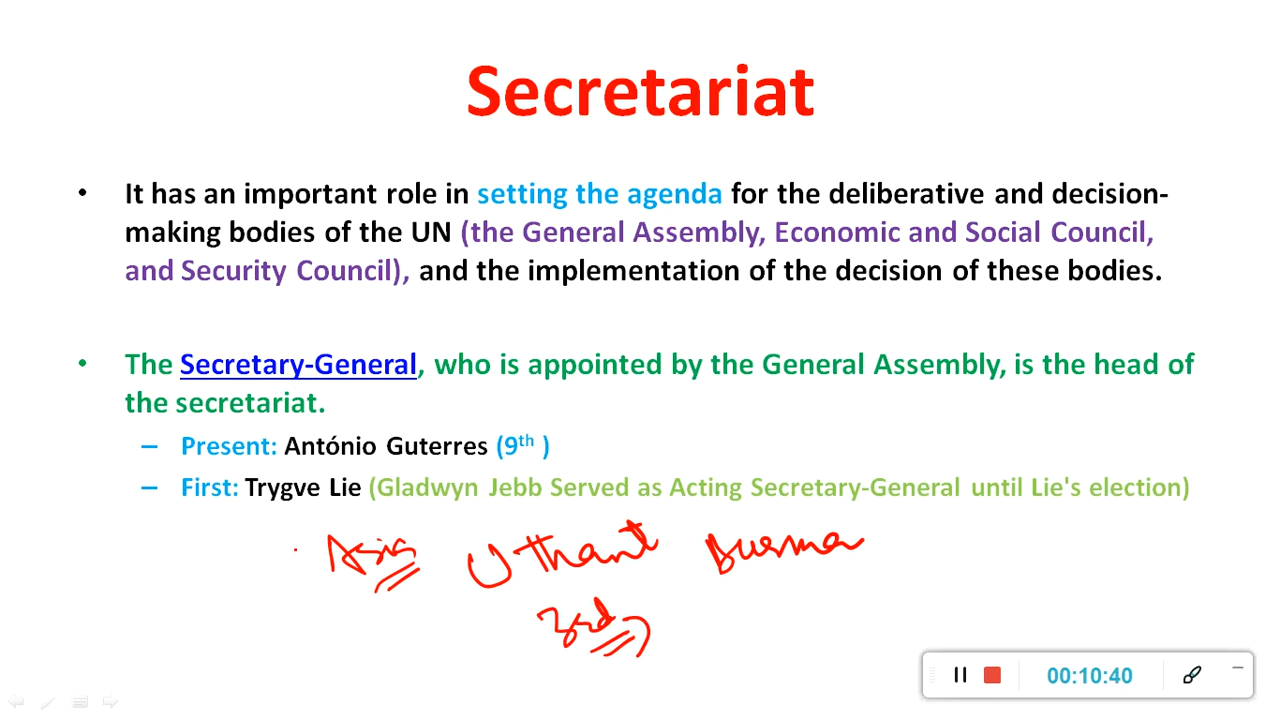 Secretariat
• It has an important role in setting the agenda for the deliberative and decision-
making bodies of the UN (the General Assembly, Economic and Social Council,
and Security Council), and the implementation of the decision of these bodies.
• The Secretary-General, who is appointed by the General Assembly, is the head of
the secretariat.
– Present: António Guterres (9th )
– First: Trygve Lie (Gladwyn Jebb Served as Acting Secretary-General until Lie's election)
Asia U Thant Burma
3rd
00:10:40